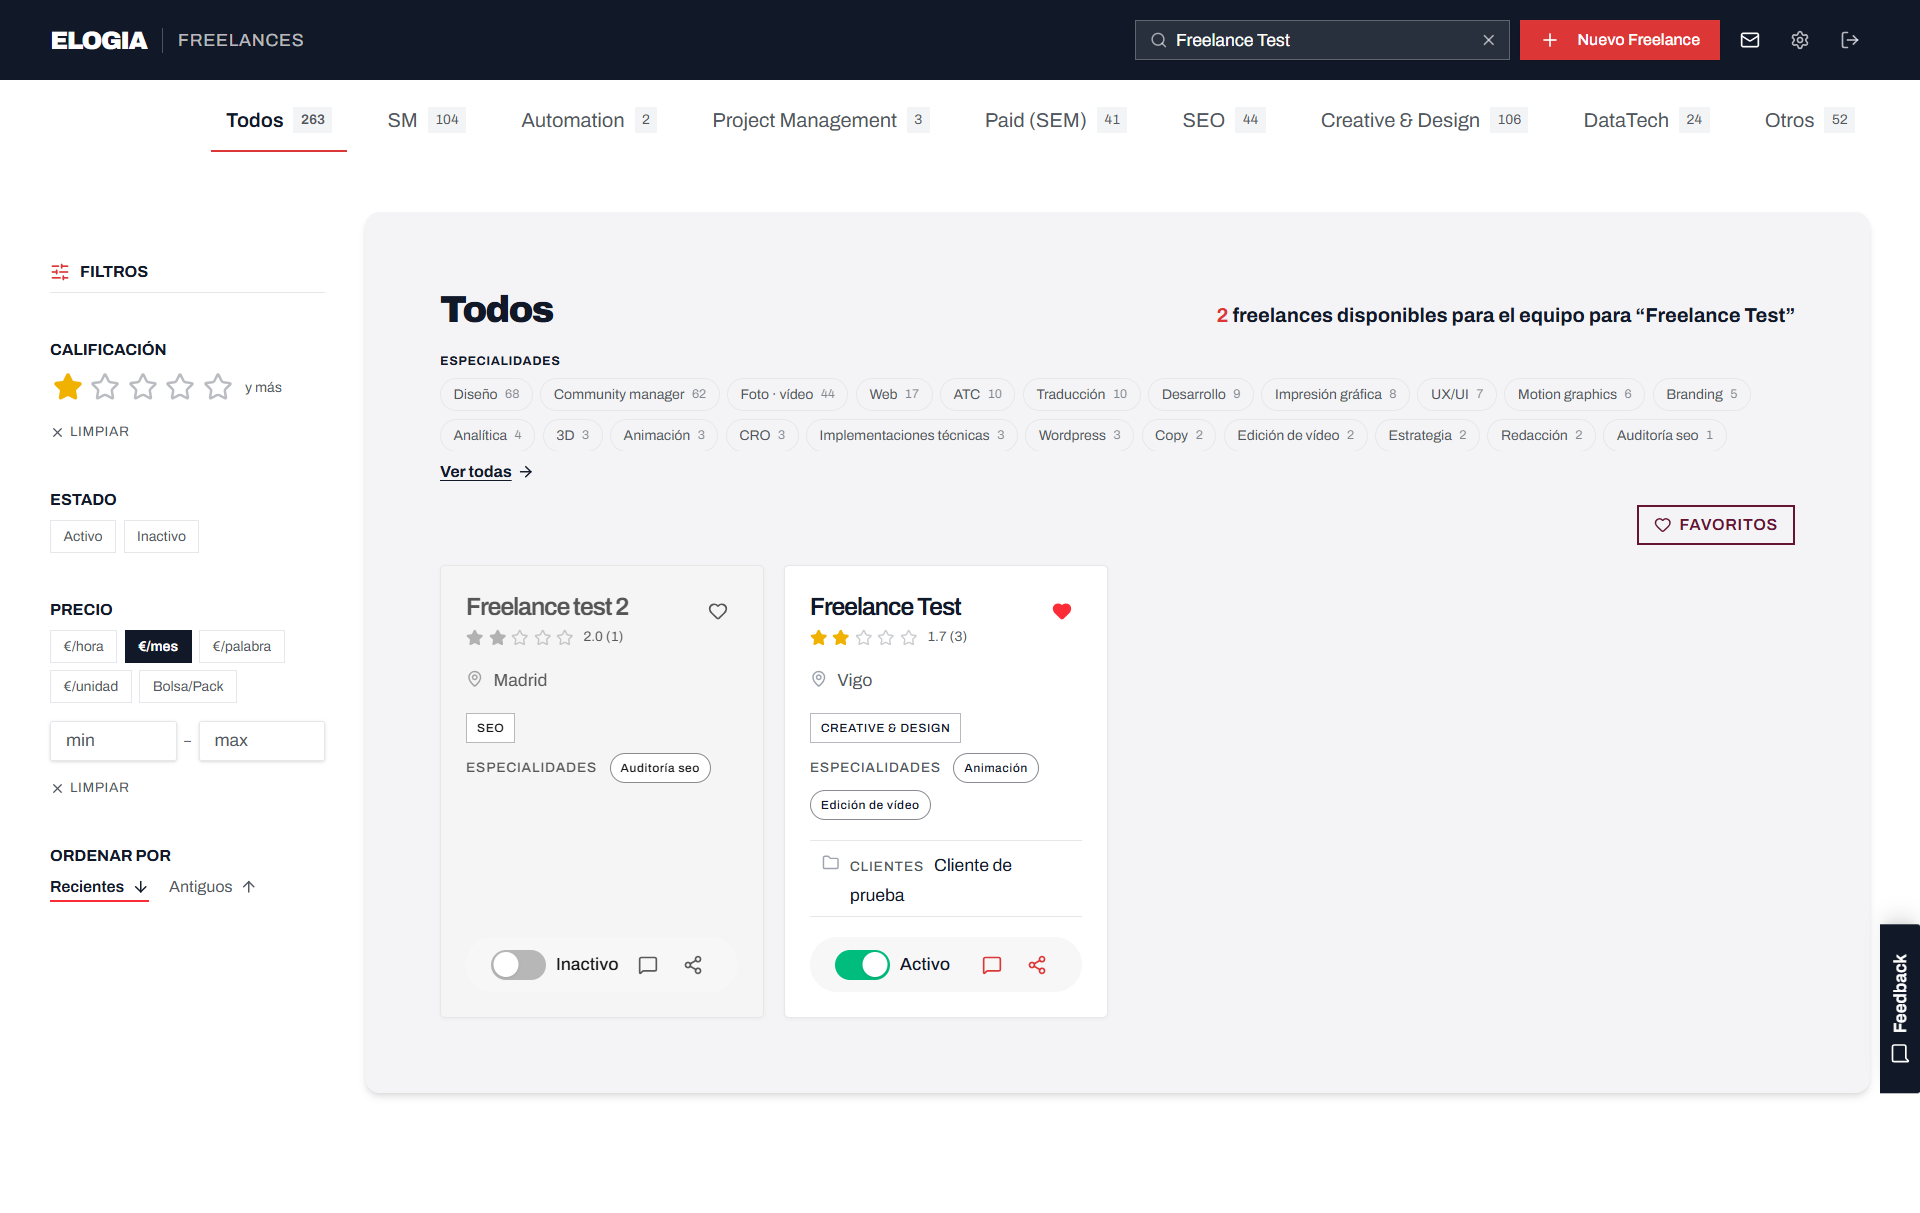 ELOGIA FREELANCES Freelance Test Nuevo Freelance
Todos 263 SM 104 Automation 2 Project Management 3 Paid (SEM) 41 SEO 44 Creative & Design 106 DataTech 24 Otros 52
FILTROS
CALIFICACIÓN
y más
LIMPIAR
ESTADO
Activo Inactivo
PRECIO
€/hora €/mes €/palabra
€/unidad Bolsa/Pack
min – max
LIMPIAR
ORDENAR POR
Recientes Antiguos
Todos
2 freelances disponibles para el equipo para “Freelance Test”
ESPECIALIDADES
Diseño 68 Community manager 62 Foto · vídeo 44 Web 17 ATC 10 Traducción 10 Desarrollo 9 Impresión gráfica 8 UX/UI 7 Motion graphics 6 Branding 5
Analítica 4 3D 3 Animación 3 CRO 3 Implementaciones técnicas 3 Wordpress 3 Copy 2 Edición de vídeo 2 Estrategia 2 Redacción 2 Auditoría seo 1
Ver todas
FAVORITOS
Freelance test 2
2.0 (1)
Madrid
SEO
ESPECIALIDADES Auditoría seo
Inactivo
Freelance Test
1.7 (3)
Vigo
CREATIVE & DESIGN
ESPECIALIDADES Animación
Edición de vídeo
CLIENTES Cliente de
prueba
Activo
Feedback